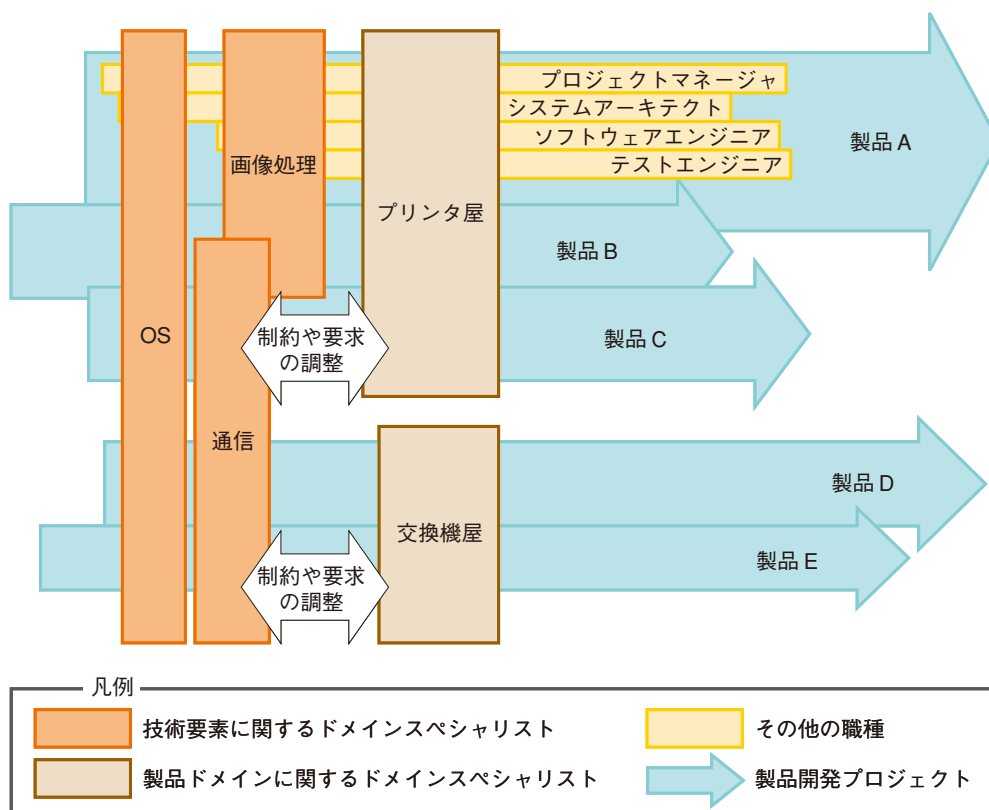 プロジェクトマネージャ
システムアーキテクト
ソフトウェアエンジニア
テストエンジニア
製品 A
画像処理
プリンタ屋
製品 B
OS
制約や要求
の調整
製品 C
通信
製品 D
交換機屋
製品 E
制約や要求
の調整
凡例
技術要素に関するドメインスペシャリスト
その他の職種
製品ドメインに関するドメインスペシャリスト
製品開発プロジェクト